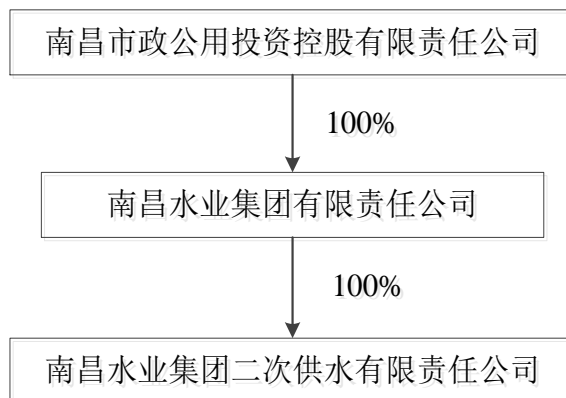 南昌市政公用投资控股有限责任公司
100%
南昌水业集团有限责任公司
100%
南昌水业集团二次供水有限责任公司